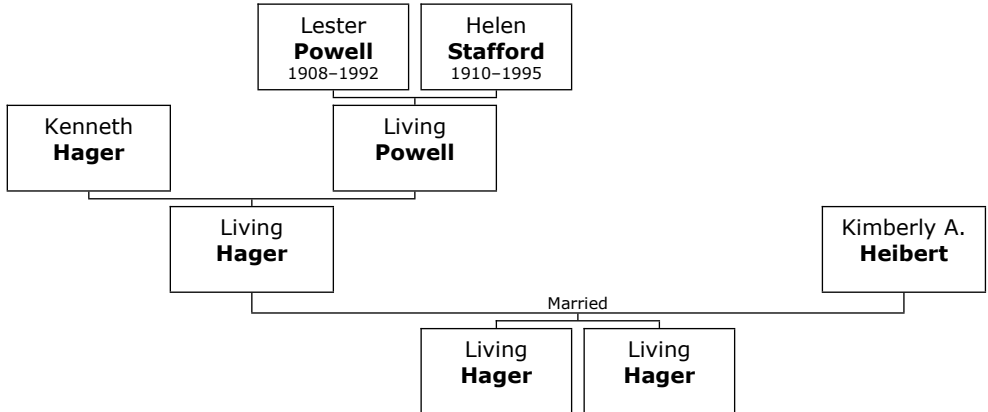 Lester
Powell
1908–1992
Helen
Stafford
1910–1995
Kenneth
Hager
Living
Powell
Living
Hager
Kimberly A.
Heibert
Married
Living
Hager
Living
Hager